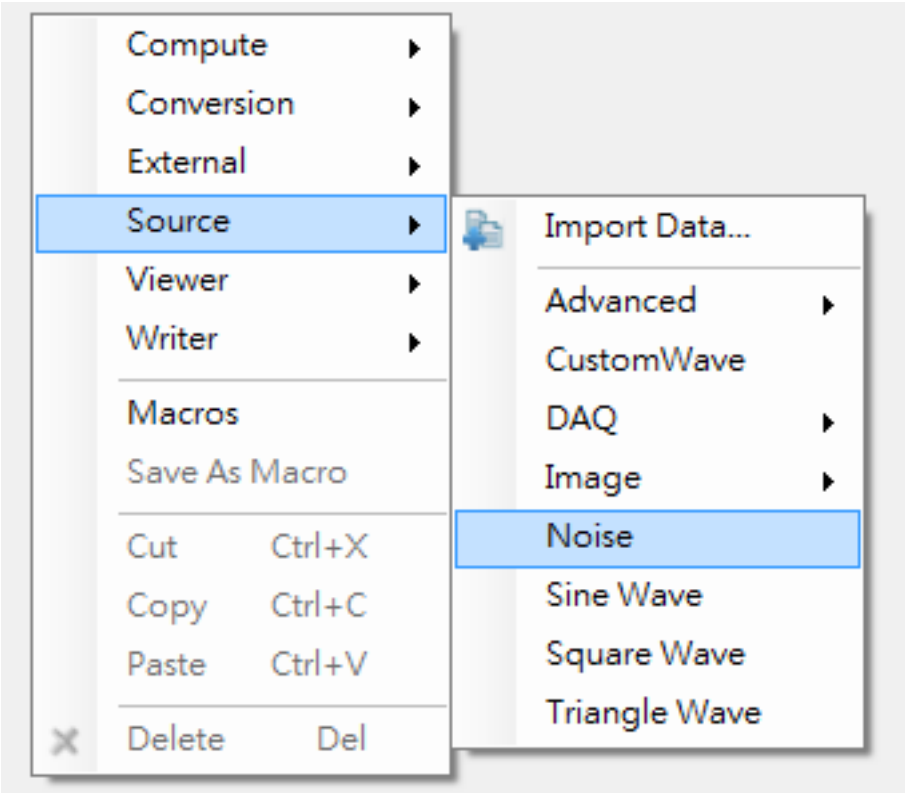 Compute
Conversion
External
Source
Viewer
Writer
Macros
Save As Macro
Cut Ctrl+X
Copy Ctrl+C
Paste Ctrl+V
Delete Del
Import Data...
Advanced
CustomWave
DAQ
Image
Noise
Sine Wave
Square Wave
Triangle Wave